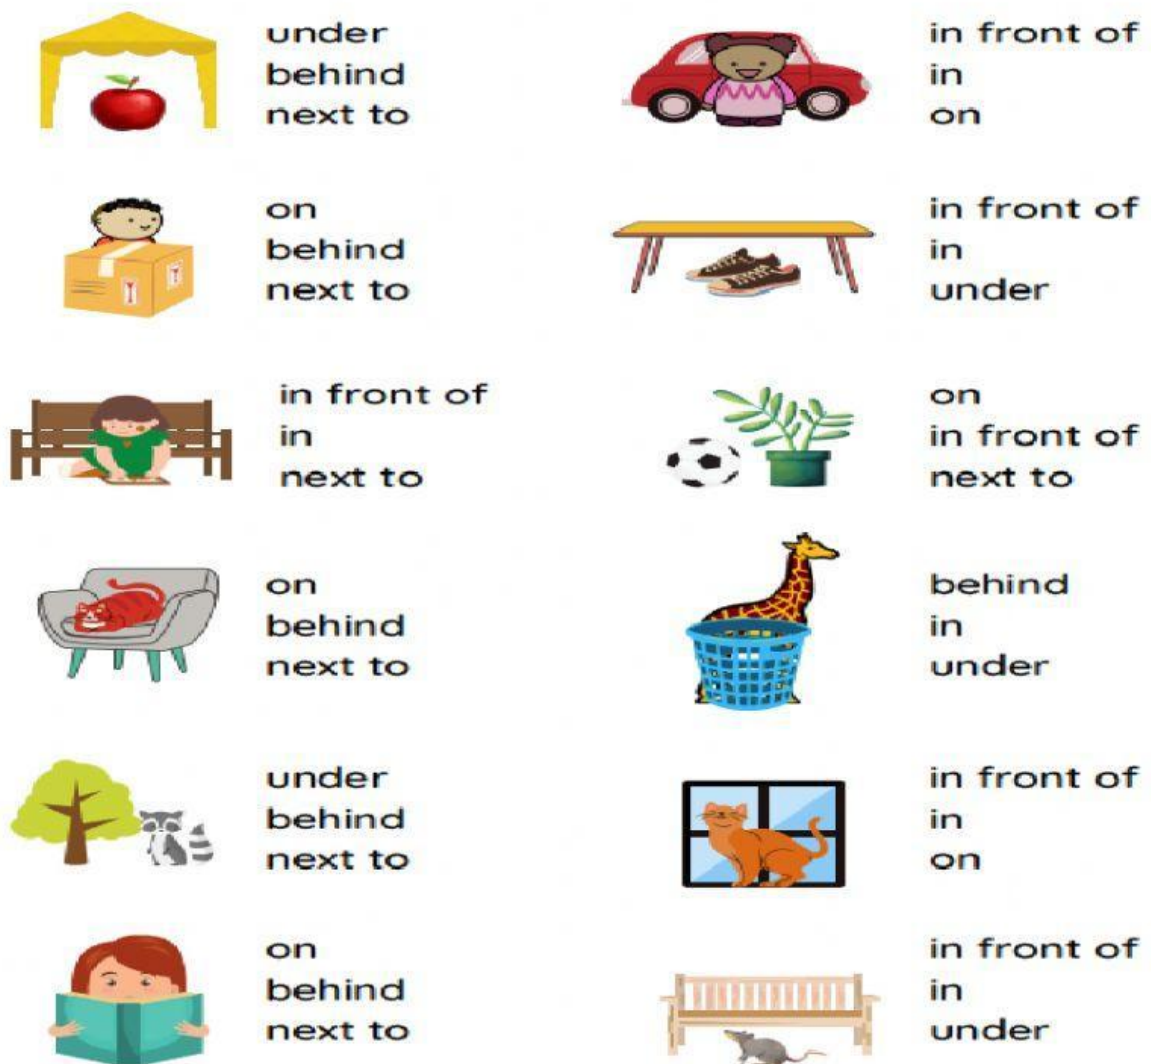 under
behind
next to
in front of
in
on
on
behind
next to
in front of
in
under
in front of
in
next to
on
in front of
next to
on
behind
next to
behind
in
under
under
behind
next to
in front of
in
on
on
behind
next to
in front of
in
under